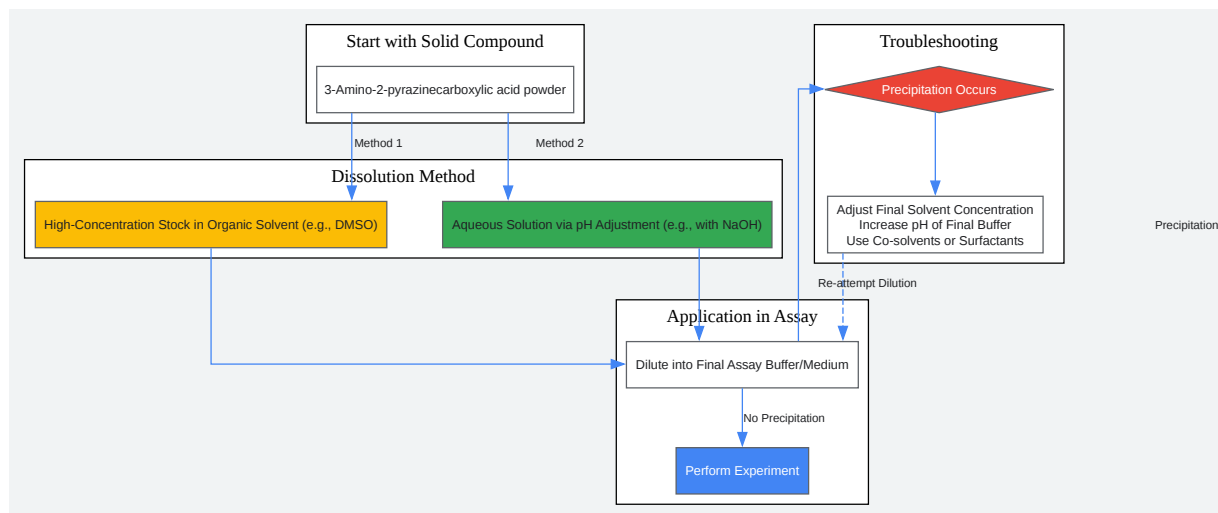 Start with Solid Compound
3-Amino-2-pyrazinecarboxylic acid powder
Method 1
Method 2
Dissolution Method
High-Concentration Stock in Organic Solvent (e.g., DMSO)
Aqueous Solution via pH Adjustment (e.g., with NaOH)
Troubleshooting
Precipitation Occurs
Adjust Final Solvent Concentration
Increase pH of Final Buffer
Use Co-solvents or Surfactants
Precipitation
Re-attempt Dilution
Application in Assay
Dilute into Final Assay Buffer/Medium
No Precipitation
Perform Experiment